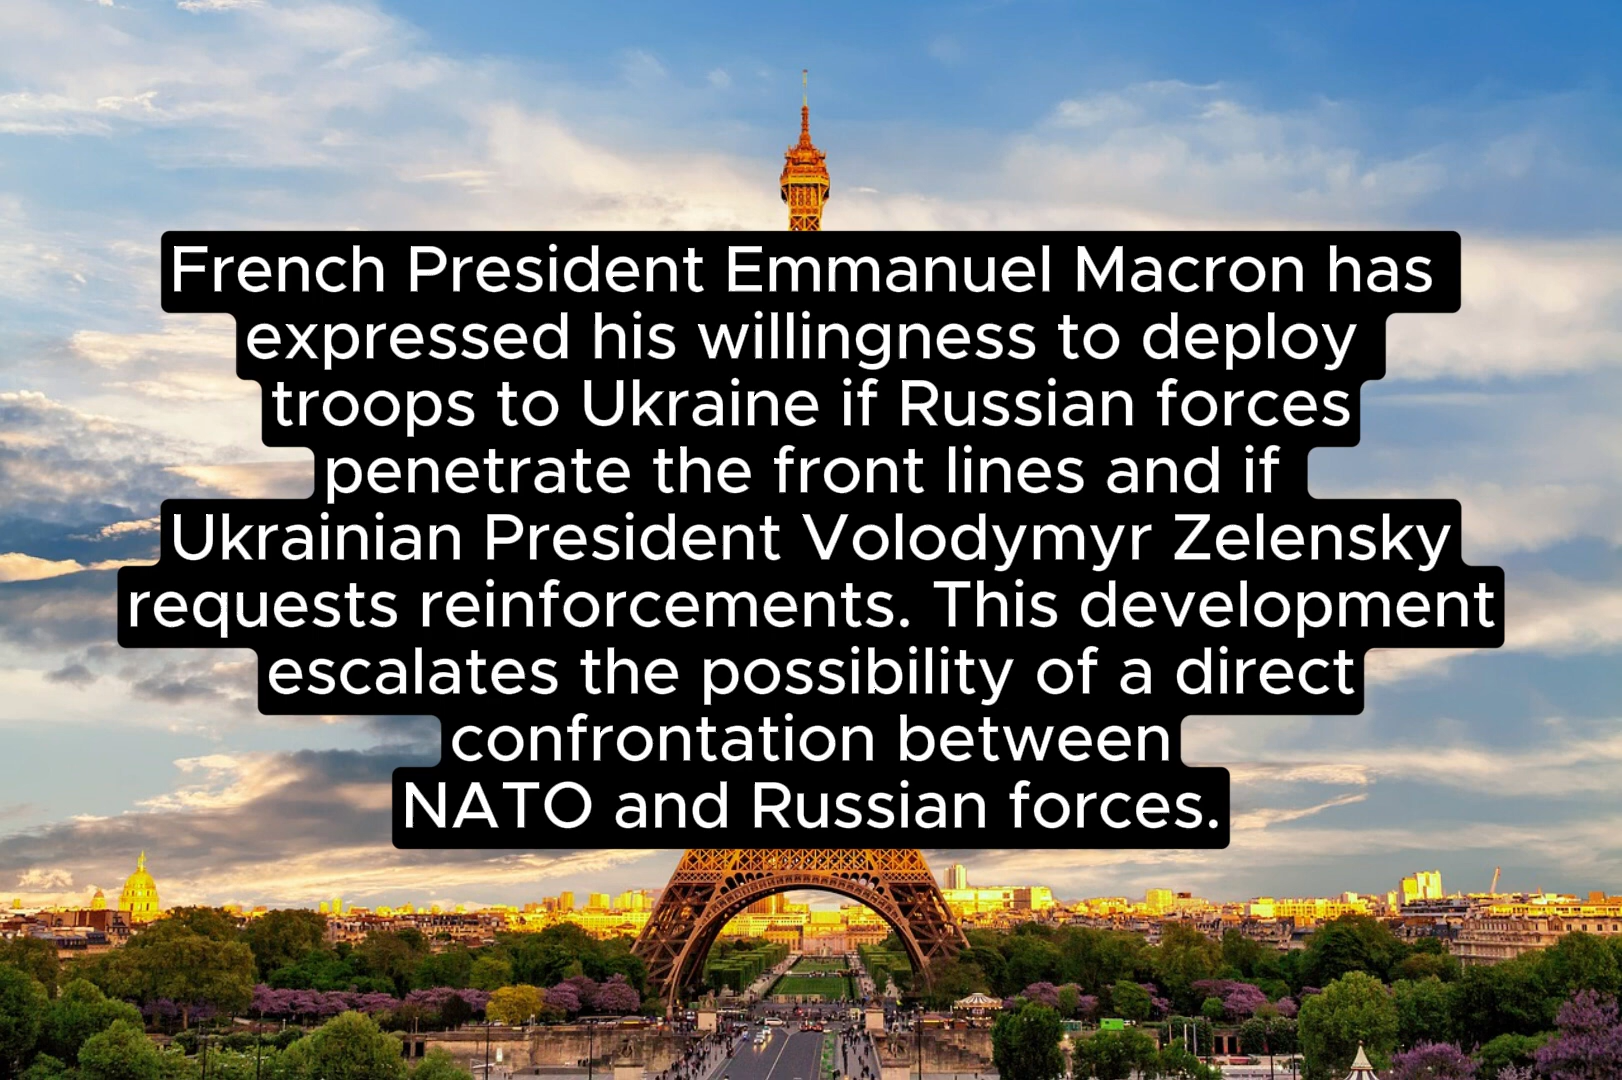 French President Emmanuel Macron has
expressed his willingness to deploy
troops to Ukraine if Russian forces
penetrate the front lines and if
Ukrainian President Volodymyr Zelensky
requests reinforcements. This development
escalates the possibility of a direct
confrontation between
NATO and Russian forces.